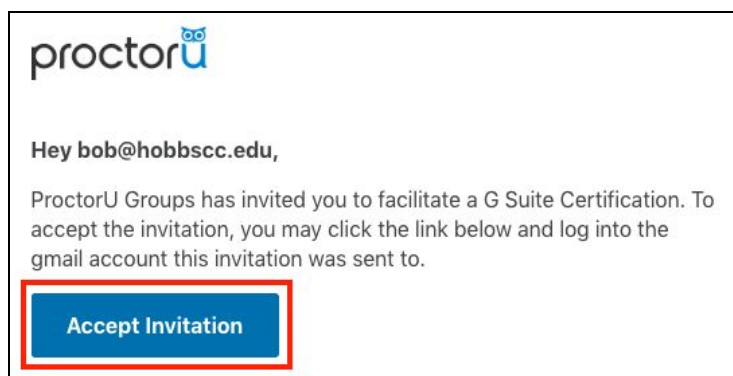 proctorU
Hey bob@hobbscc.edu,
ProctorU Groups has invited you to facilitate a G Suite Certification. To
accept the invitation, you may click the link below and log into the
gmail account this invitation was sent to.
Accept Invitation